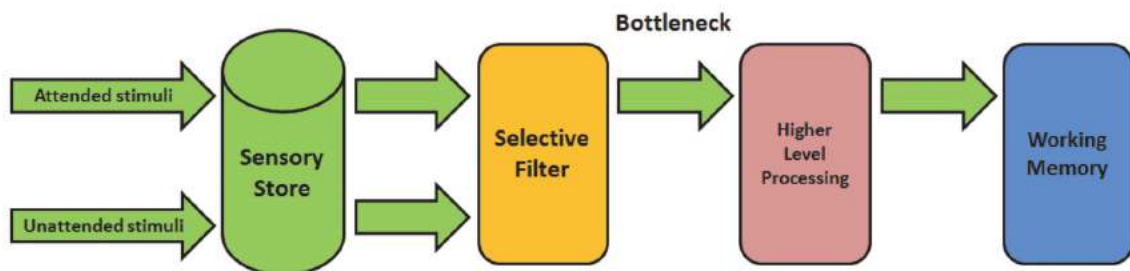 Bottleneck
Attended stimuli
Unattended stimuli
Sensory
Store
Selective
Filter
Higher
Level
Processing
Working
Memory